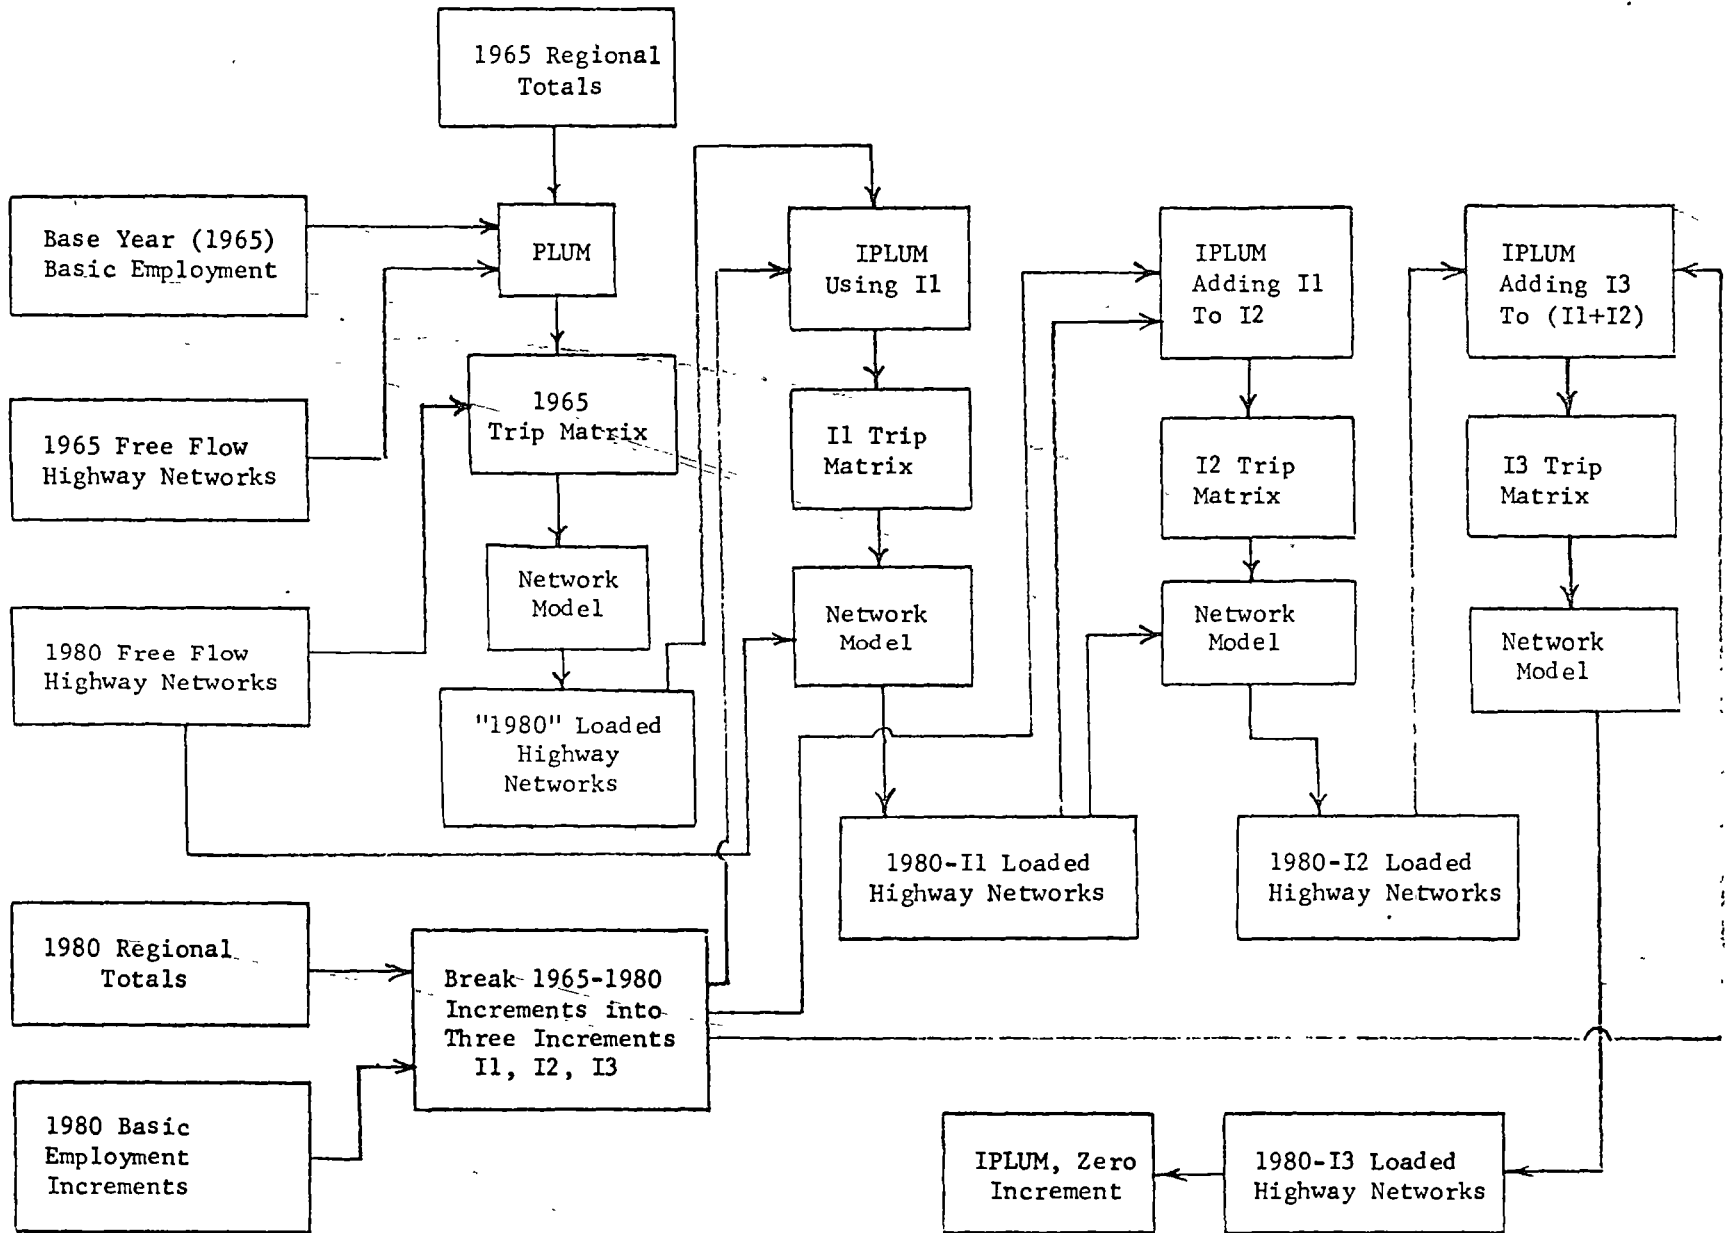 1965 Regional
Totals
Base Year (1965)
Basic Employment
PLUM
IPLUM
Using I1
IPLUM
Adding I1
To I2
IPLUM
Adding I3
To (I1+I2)
1965 Free Flow
Highway Networks
1965
Trip Matrix
I1 Trip
Matrix
I2 Trip
Matrix
I3 Trip
Matrix
1980 Free Flow
Highway Networks
Network
Model
Network
Model
Network
Model
Network
Model
"1980" Loaded
Highway
Networks
1980-I1 Loaded
Highway Networks
1980-I2 Loaded
Highway Networks
1980 Regional
Totals
Break 1965-1980
Increments into
Three Increments
I1, I2, I3
1980 Basic
Employment
Increments
IPLUM, Zero
Increment
1980-I3 Loaded
Highway Networks